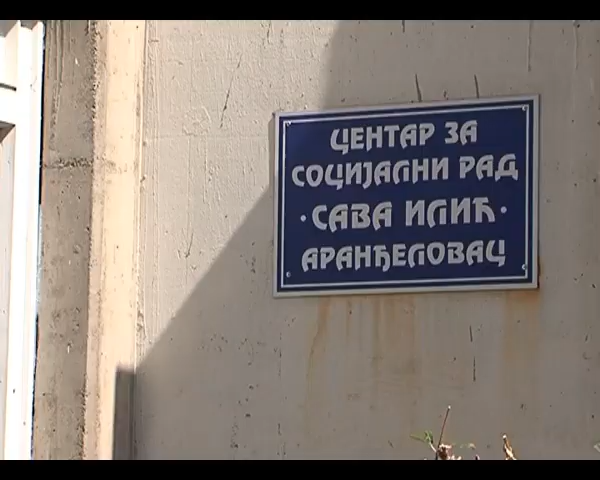 ЦЕНТАР ЗА
СОЦИЈАЛНИ РАД
· САВА ИЛИЋ ·
АРАНЂЕЛОВАЦ